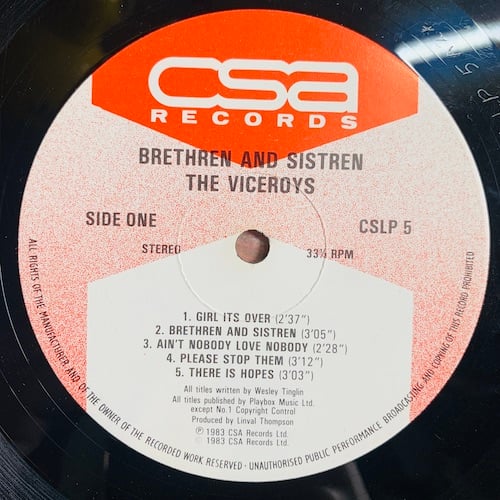 csa
RECORDS
BRETHREN AND SISTREN
THE VICEROYS
SIDE ONE
CSLP 5
STEREO
33⅓ RPM
1. GIRL ITS OVER (2'37")
2. BRETHREN AND SISTREN (3'05")
3. AIN'T NOBODY LOVE NOBODY (2'28")
4. PLEASE STOP THEM (3'12")
5. THERE IS HOPES (3'03")
All titles written by Wesley Tinglin
All titles published by Playbox Music Ltd.
except No.1 Copyright Control
Produced by Linval Thompson
℗ 1983 CSA Records Ltd.
© 1983 CSA Records Ltd.
ALL RIGHTS OF THE MANUFACTURER AND OF THE OWNER OF THE RECORDED WORK RESERVED - UNAUTHORISED PUBLIC PERFORMANCE BROADCASTING AND COPYING OF THIS RECORD PROHIBITED